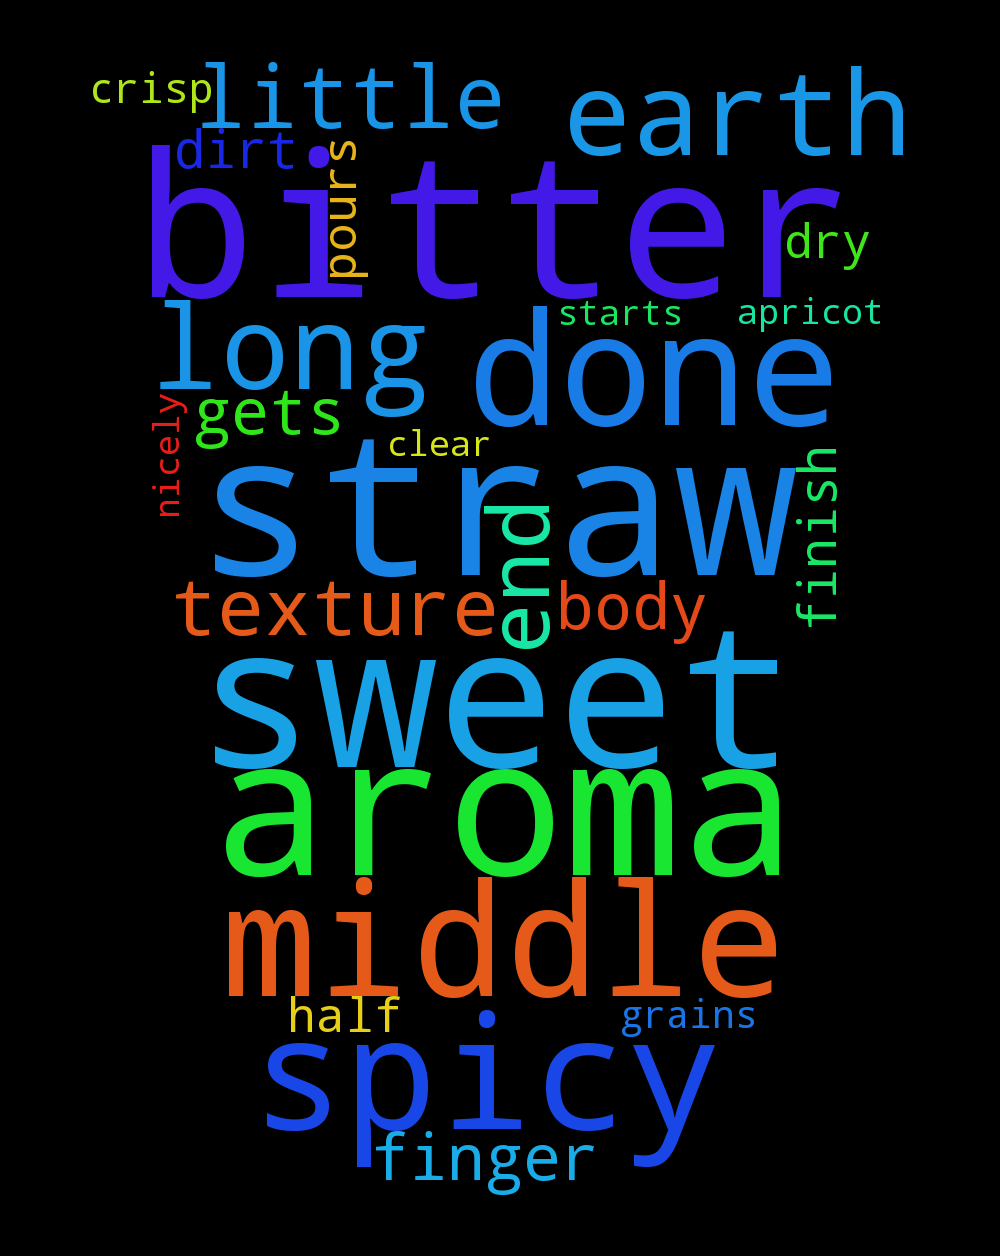 crisp
little
earth
dirt
pours
bitter
dry
long
starts
apricot
done
gets
nicely
clear
straw
finish
end
texture
body
sweet
aroma
middle
half
grains
spicy
finger